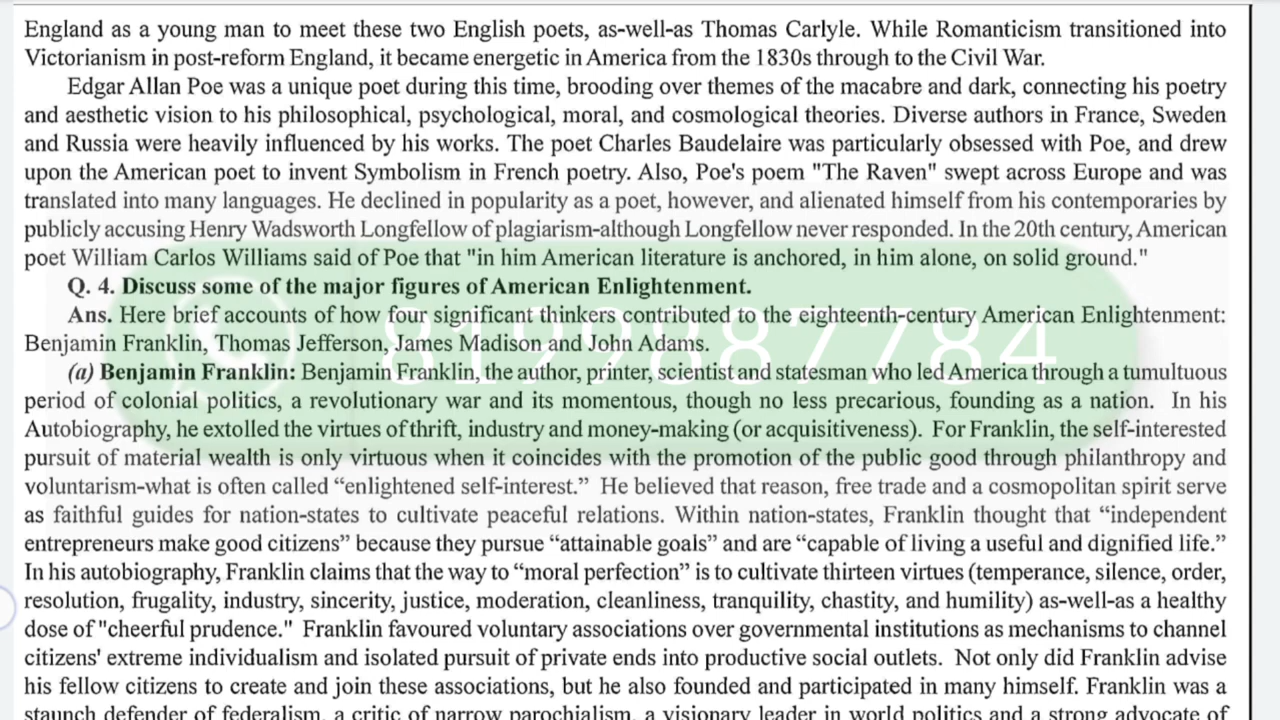 England as a young man to meet these two English poets, as-well-as Thomas Carlyle. While Romanticism transitioned into
Victorianism in post-reform England, it became energetic in America from the 1830s through to the Civil War.
Edgar Allan Poe was a unique poet during this time, brooding over themes of the macabre and dark, connecting his poetry
and aesthetic vision to his philosophical, psychological, moral, and cosmological theories. Diverse authors in France, Sweden
and Russia were heavily influenced by his works. The poet Charles Baudelaire was particularly obsessed with Poe, and drew
upon the American poet to invent Symbolism in French poetry. Also, Poe's poem "The Raven" swept across Europe and was
translated into many languages. He declined in popularity as a poet, however, and alienated himself from his contemporaries by
publicly accusing Henry Wadsworth Longfellow of plagiarism-although Longfellow never responded. In the 20th century, American
poet William Carlos Williams said of Poe that "in him American literature is anchored, in him alone, on solid ground."
Q. 4. Discuss some of the major figures of American Enlightenment.
Ans. Here brief accounts of how four significant thinkers contributed to the eighteenth-century American Enlightenment:
Benjamin Franklin, Thomas Jefferson, James Madison and John Adams.
8199887784
(a) Benjamin Franklin: Benjamin Franklin, the author, printer, scientist and statesman who led America through a tumultuous
period of colonial politics, a revolutionary war and its momentous, though no less precarious, founding as a nation. In his
Autobiography, he extolled the virtues of thrift, industry and money-making (or acquisitiveness). For Franklin, the self-interested
pursuit of material wealth is only virtuous when it coincides with the promotion of the public good through philanthropy and
voluntarism-what is often called “enlightened self-interest.” He believed that reason, free trade and a cosmopolitan spirit serve
as faithful guides for nation-states to cultivate peaceful relations. Within nation-states, Franklin thought that “independent
entrepreneurs make good citizens” because they pursue “attainable goals” and are “capable of living a useful and dignified life.”
In his autobiography, Franklin claims that the way to “moral perfection” is to cultivate thirteen virtues (temperance, silence, order,
resolution, frugality, industry, sincerity, justice, moderation, cleanliness, tranquility, chastity, and humility) as-well-as a healthy
dose of "cheerful prudence." Franklin favoured voluntary associations over governmental institutions as mechanisms to channel
citizens' extreme individualism and isolated pursuit of private ends into productive social outlets. Not only did Franklin advise
his fellow citizens to create and join these associations, but he also founded and participated in many himself. Franklin was a
staunch defender of federalism, a critic of narrow parochialism, a visionary leader in world politics and a strong advocate of